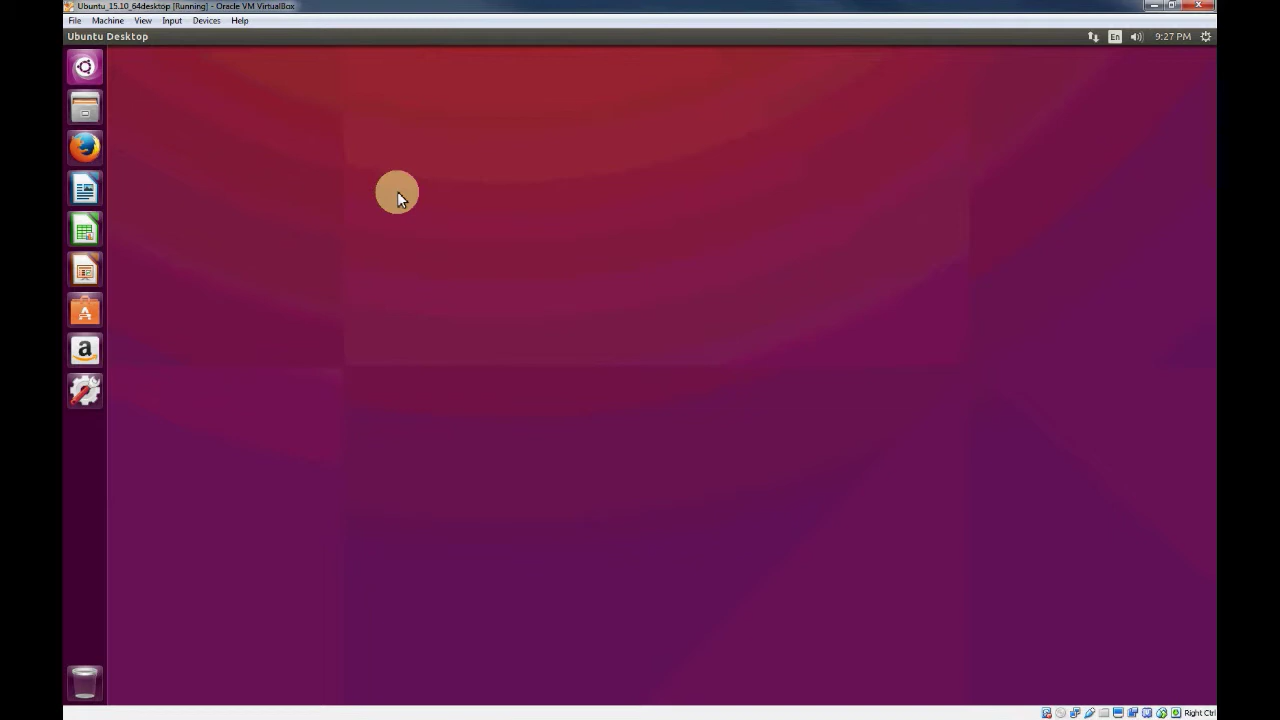 Ubuntu_15.10_64desktop [Running] - Oracle VM VirtualBox
File Machine View Input Devices Help
Ubuntu Desktop En 9:27 PM
A
a
Right Ctrl